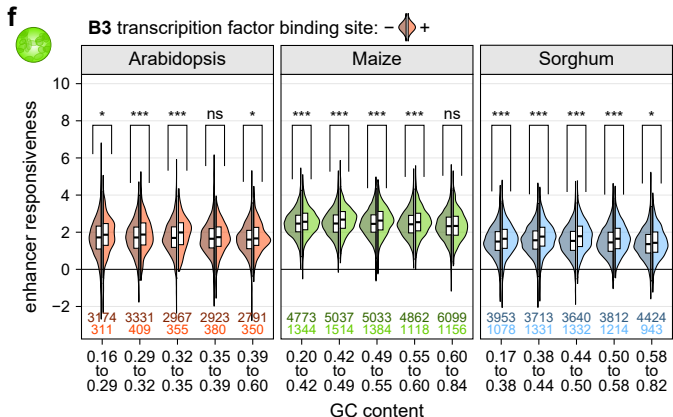 f
B3 transcripition factor binding site: − +
Arabidopsis Maize Sorghum
enhancer responsiveness
10
8
6
4
2
0
−2
* *** *** ns *
*** *** *** *** ns
*** *** *** *** *
3174 3331 2967 2923 2791
311 409 355 380 350
4773 5037 5033 4862 6099
1344 1514 1384 1118 1156
3953 3713 3640 3812 4424
1078 1331 1332 1214 943
0.16 0.29 0.32 0.35 0.39
to to to to to
0.29 0.32 0.35 0.39 0.60
0.20 0.42 0.49 0.55 0.60
to to to to to
0.42 0.49 0.55 0.60 0.84
0.17 0.38 0.44 0.50 0.58
to to to to to
0.38 0.44 0.50 0.58 0.82
GC content